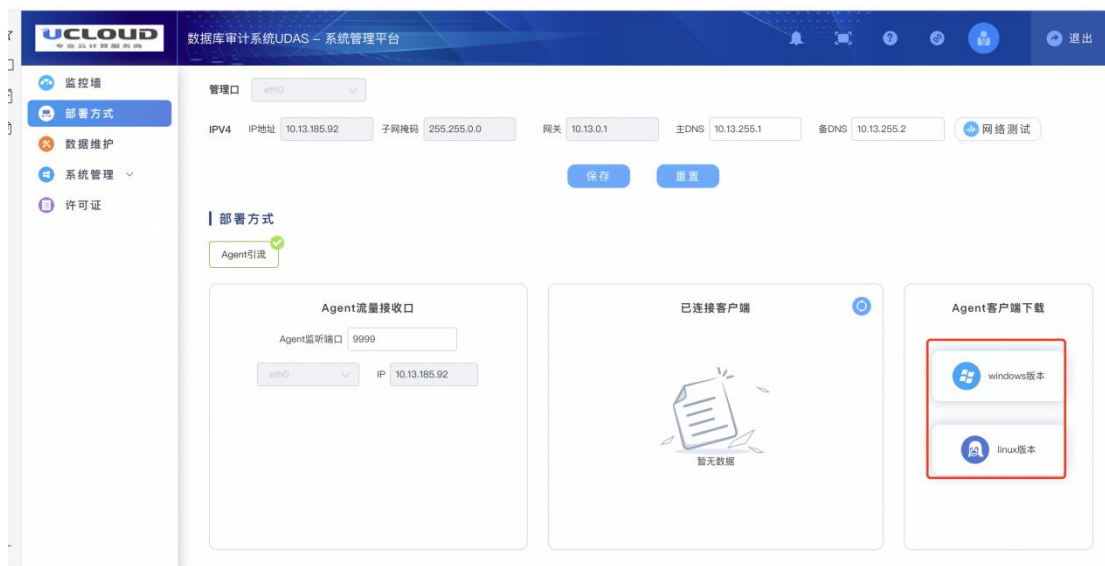 UCLOUD
专业云计算服务商
数据库审计系统UDAS – 系统管理平台
退出
监控墙
部署方式
数据维护
系统管理
许可证
管理口 eth0
IPV4 IP地址 10.13.185.92 子网掩码 255.255.0.0 网关 10.13.0.1 主DNS 10.13.255.1 备DNS 10.13.255.2 网络测试
保存 重置
部署方式
Agent引流
Agent流量接收口
Agent监听端口 9999
eth0 IP 10.13.185.92
已连接客户端
暂无数据
Agent客户端下载
windows版本
linux版本